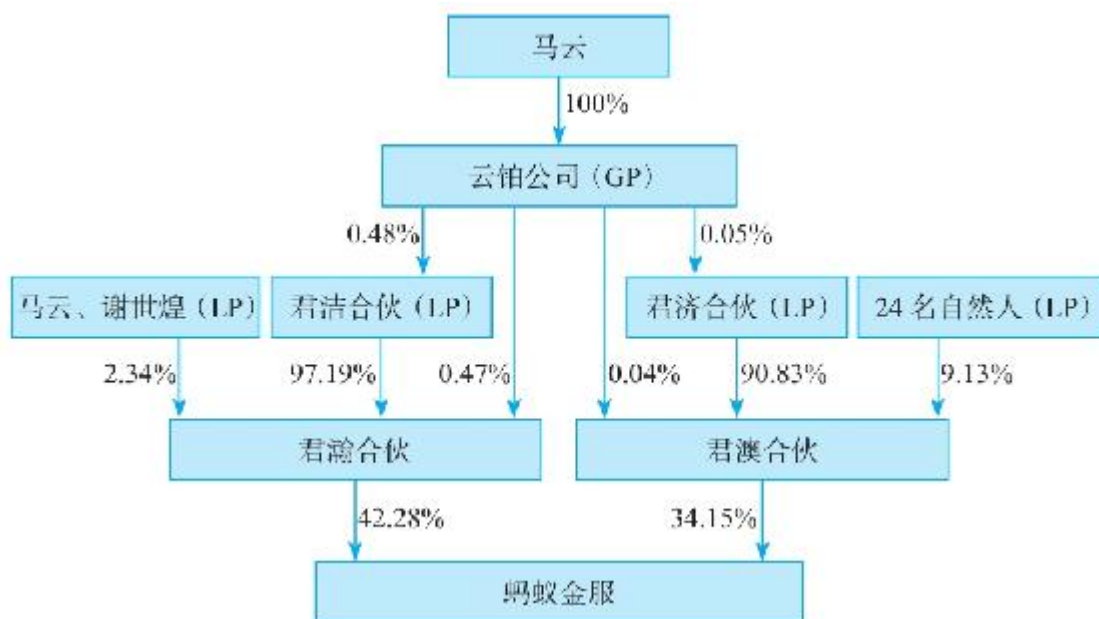 马云
100%
云铂公司（GP）
0.48%
0.05%
马云、谢世煌（LP）
君洁合伙（LP）
君济合伙（LP）
24 名自然人（LP）
2.34%
97.19%
0.47%
0.04%
90.83%
9.13%
君瀚合伙
君澳合伙
42.28%
34.15%
蚂蚁金服